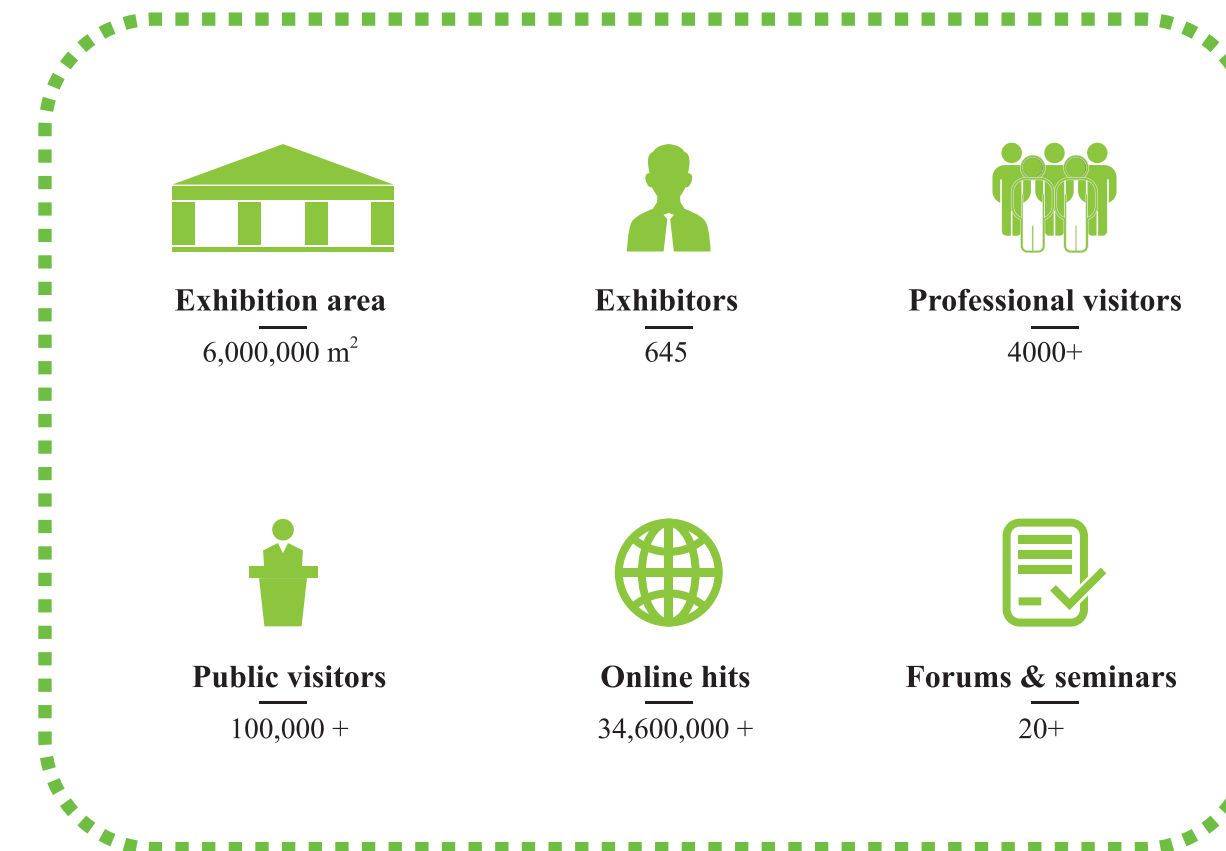 Exhibition area
6,000,000 m²
Exhibitors
645
Professional visitors
4000+
Public visitors
100,000 +
Online hits
34,600,000 +
Forums & seminars
20+